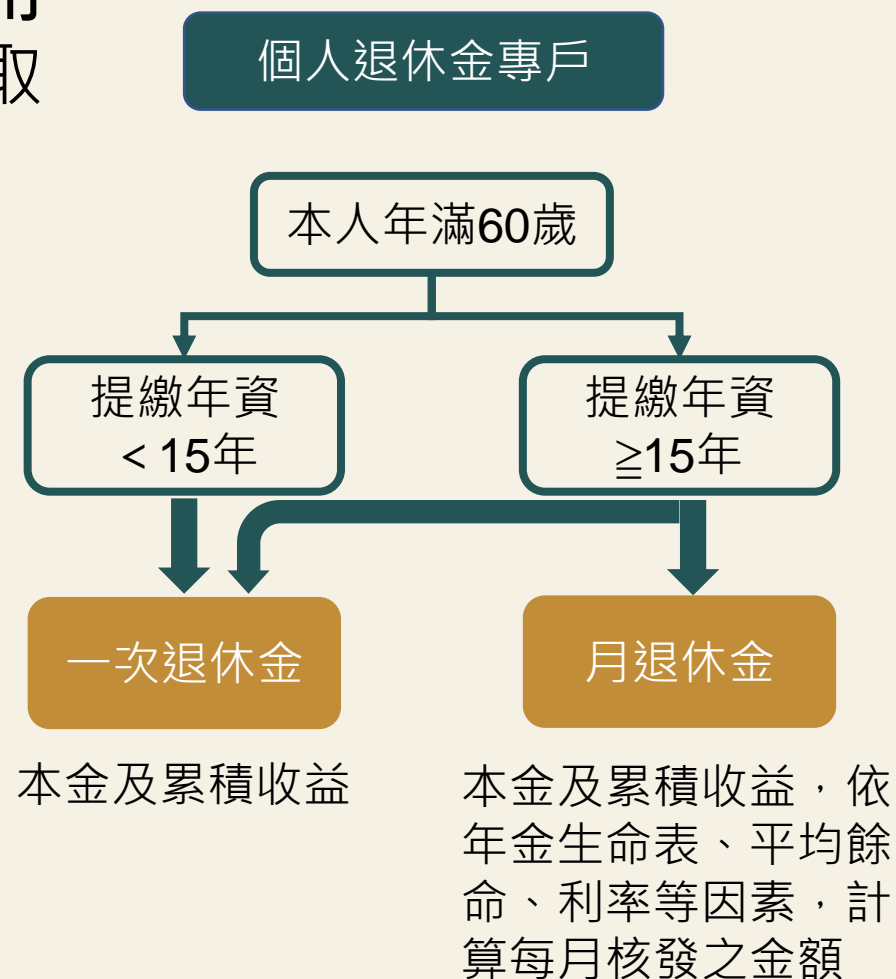 取
個人退休金專戶
本人年滿60歲
提繳年資
<15年
提繳年資
≧15年
一次退休金
月退休金
本金及累積收益
本金及累積收益，依
年金生命表、平均餘
命、利率等因素，計
算每月核發之金額